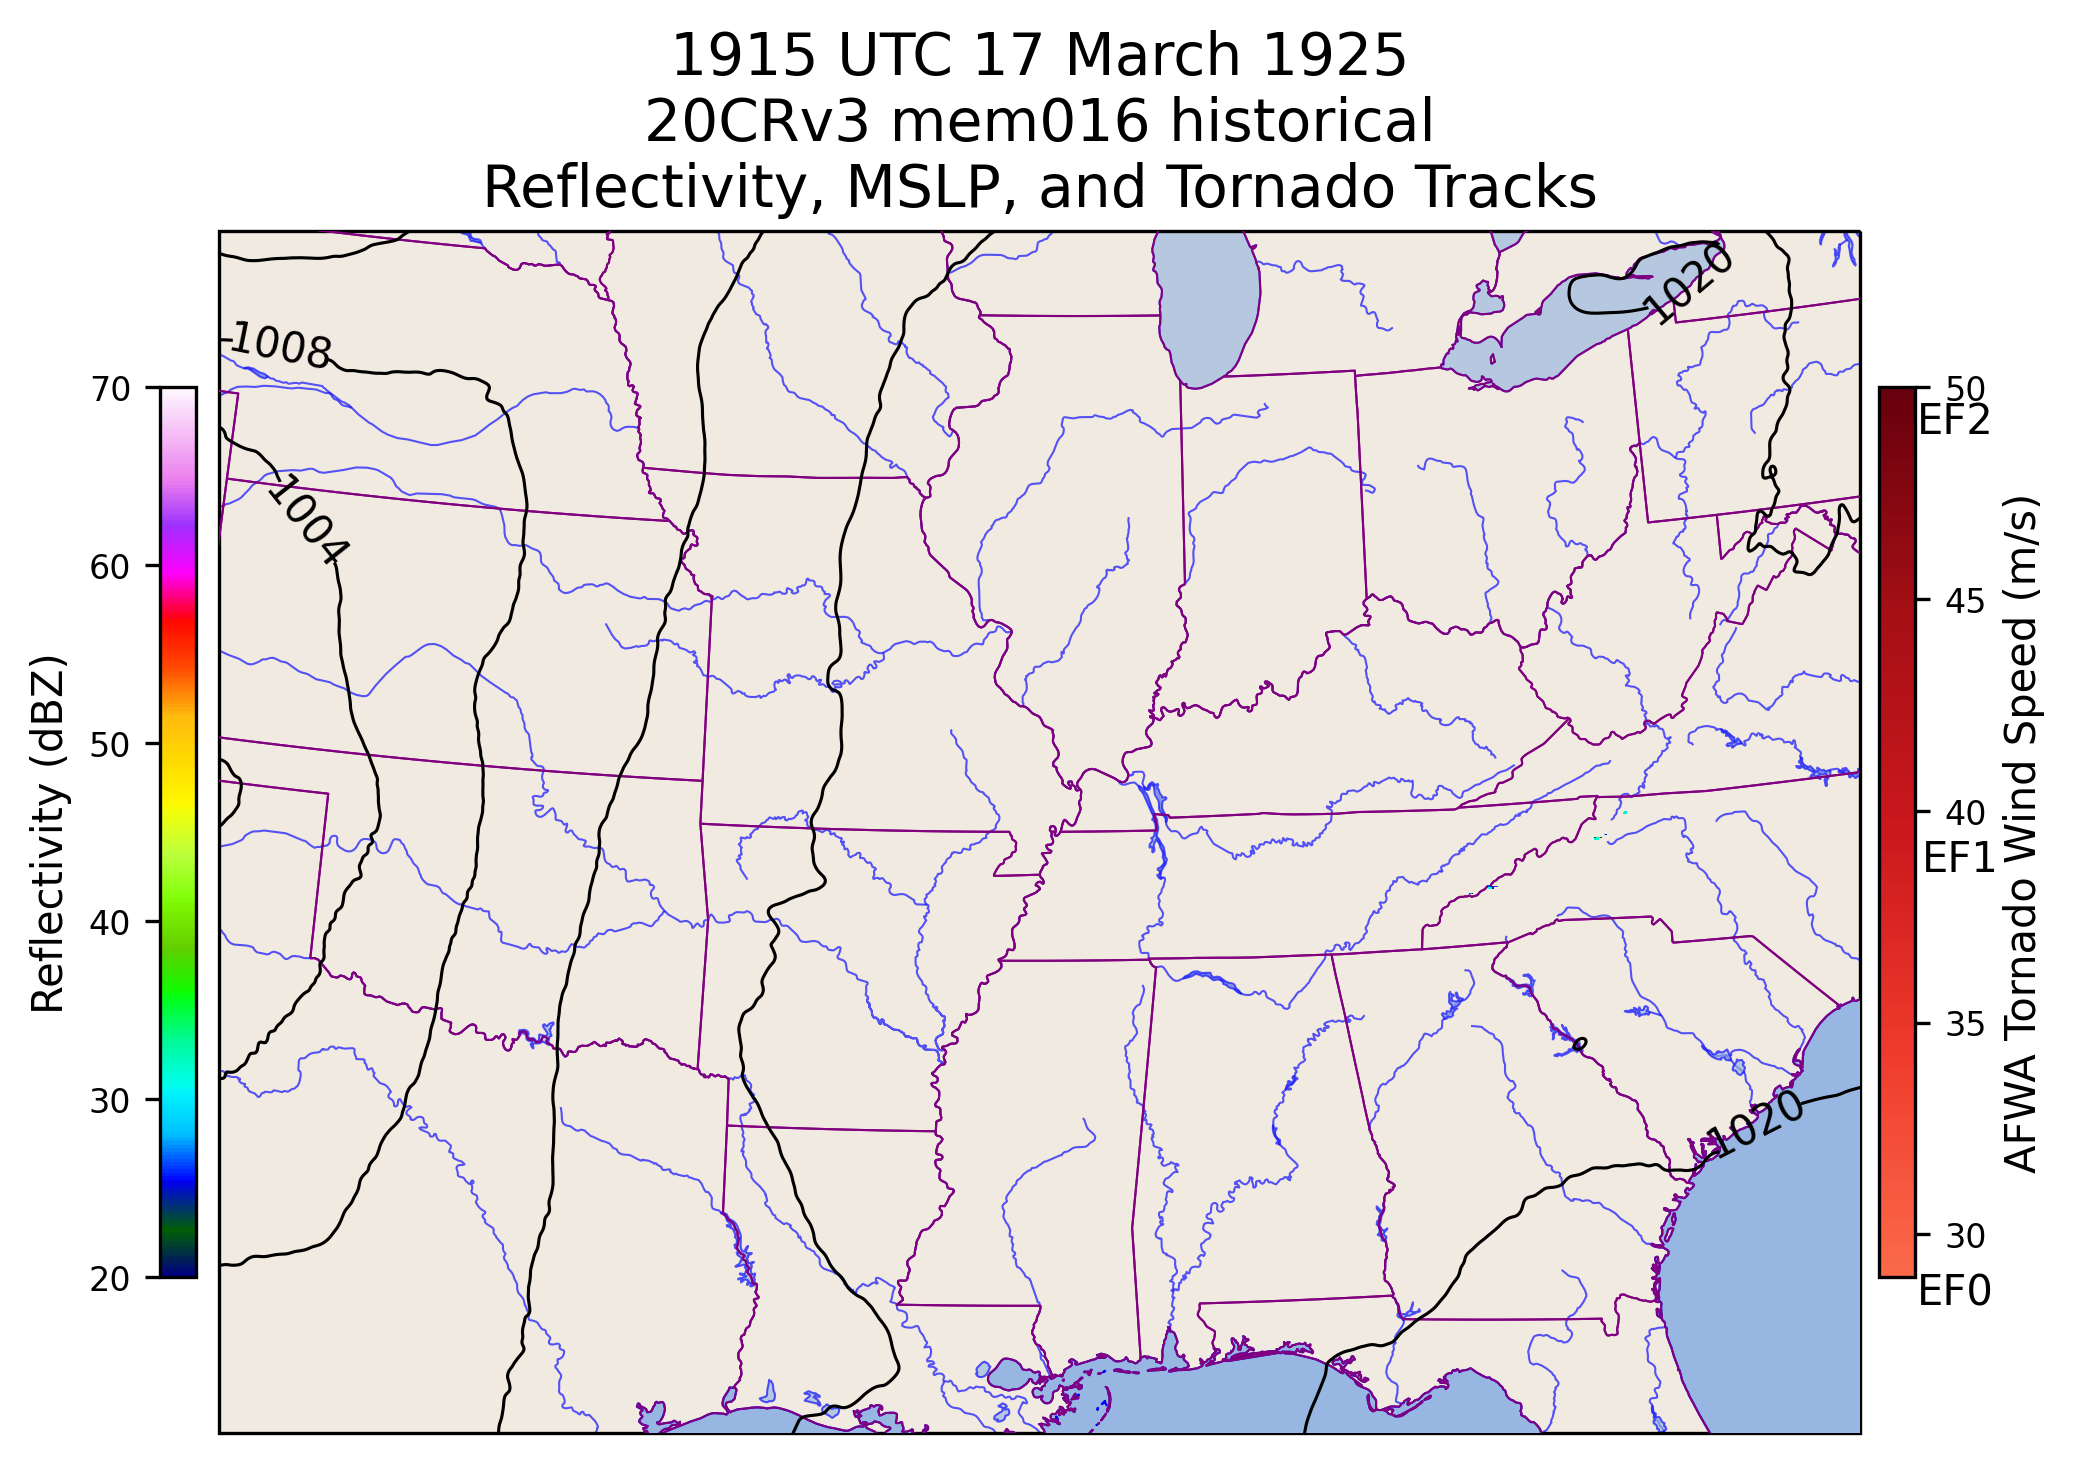 1915 UTC 17 March 1925
20CRv3 mem016 historical
Reflectivity, MSLP, and Tornado Tracks
1020
1008
1004
1020
70
60
50
40
30
20
Reflectivity (dBZ)
50
EF2
45
40
EF1
35
30
EF0
AFWA Tornado Wind Speed (m/s)